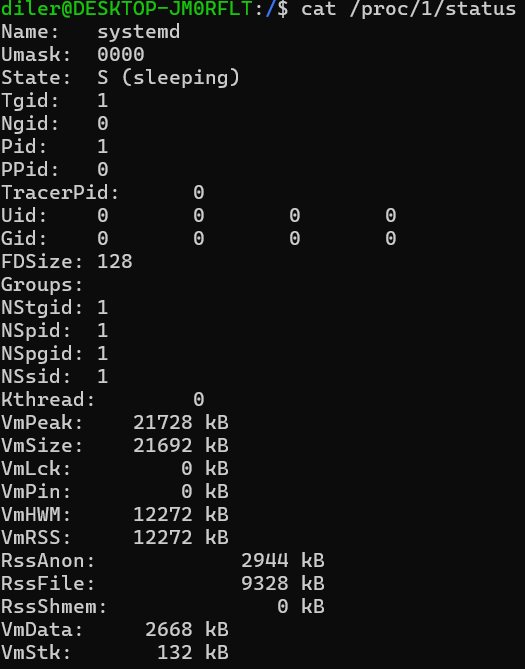 diler@DESKTOP-JM0RFLT:/$ cat /proc/1/status
Name:   systemd
Umask:  0000
State:  S (sleeping)
Tgid:   1
Ngid:   0
Pid:    1
PPid:   0
TracerPid:      0
Uid:    0       0       0       0
Gid:    0       0       0       0
FDSize: 128
Groups:
NStgid: 1
NSpid:  1
NSpgid: 1
NSsid:  1
Kthread:        0
VmPeak:    21728 kB
VmSize:    21692 kB
VmLck:         0 kB
VmPin:         0 kB
VmHWM:     12272 kB
VmRSS:     12272 kB
RssAnon:            2944 kB
RssFile:            9328 kB
RssShmem:              0 kB
VmData:     2668 kB
VmStk:       132 kB